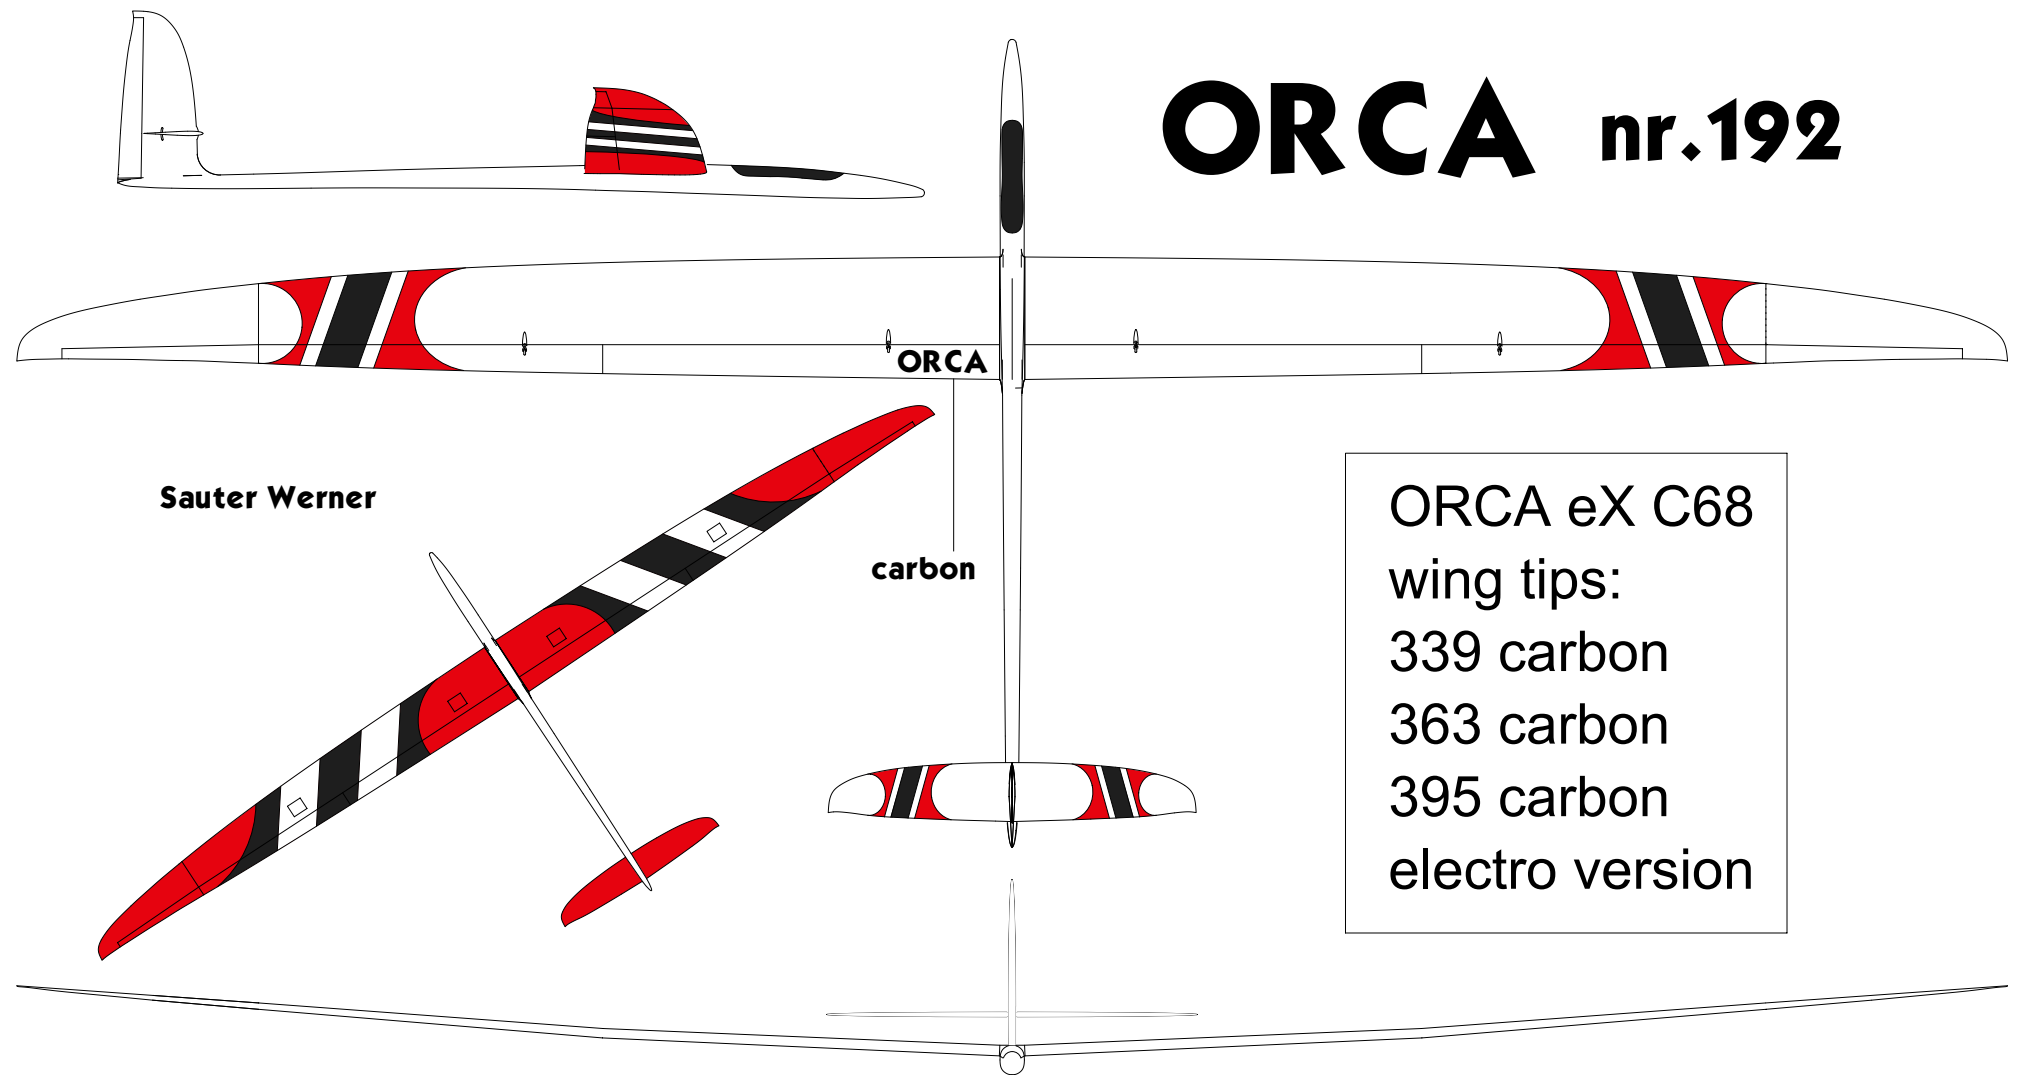 ORCA nr.192
ORCA
Sauter Werner
carbon
ORCA eX C68
wing tips:
339 carbon
363 carbon
395 carbon
electro version